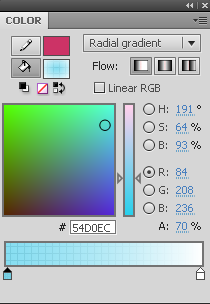 COLOR
Radial gradient
Flow:
Linear RGB
H: 191 °
S: 64 %
B: 93 %
R: 84
G: 208
B: 236
# 54D0EC
A: 70 %